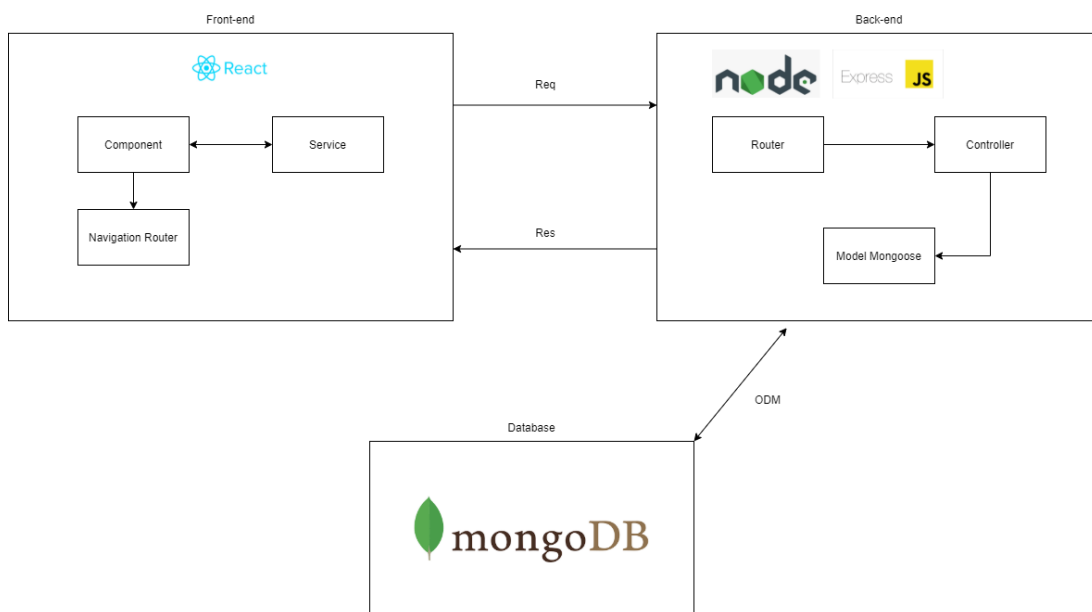 Front-end
Back-end
React
node
Express
JS
Req
Component
Service
Router
Controller
Navigation Router
Res
Model Mongoose
ODM
Database
mongoDB